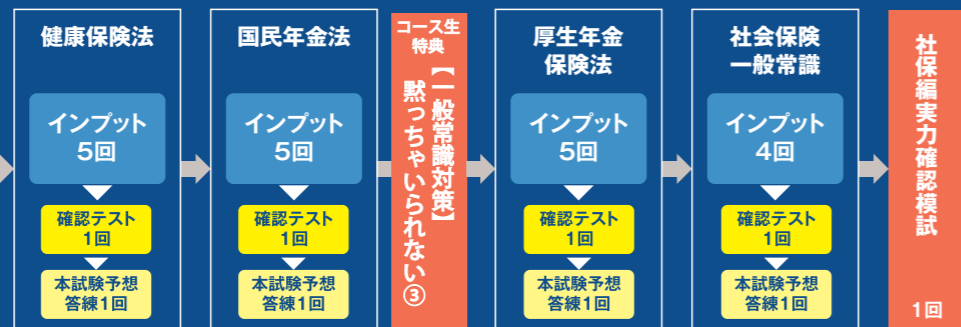 健康保険法
インプット
5回
確認テスト
1回
本試験予想
答練1回
国民年金法
インプット
5回
確認テスト
1回
本試験予想
答練1回
コース生
特典
【一般常識対策】
黙っちゃいられない③
厚生年金
保険法
インプット
5回
確認テスト
1回
本試験予想
答練1回
社会保険
一般常識
インプット
4回
確認テスト
1回
本試験予想
答練1回
社保編実力確認模試
1回